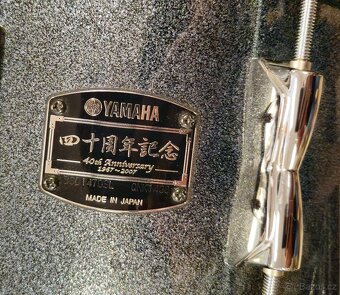 YAMAHA
四十周年記念
40th Anniversary
1967~2007
MADE IN JAPAN